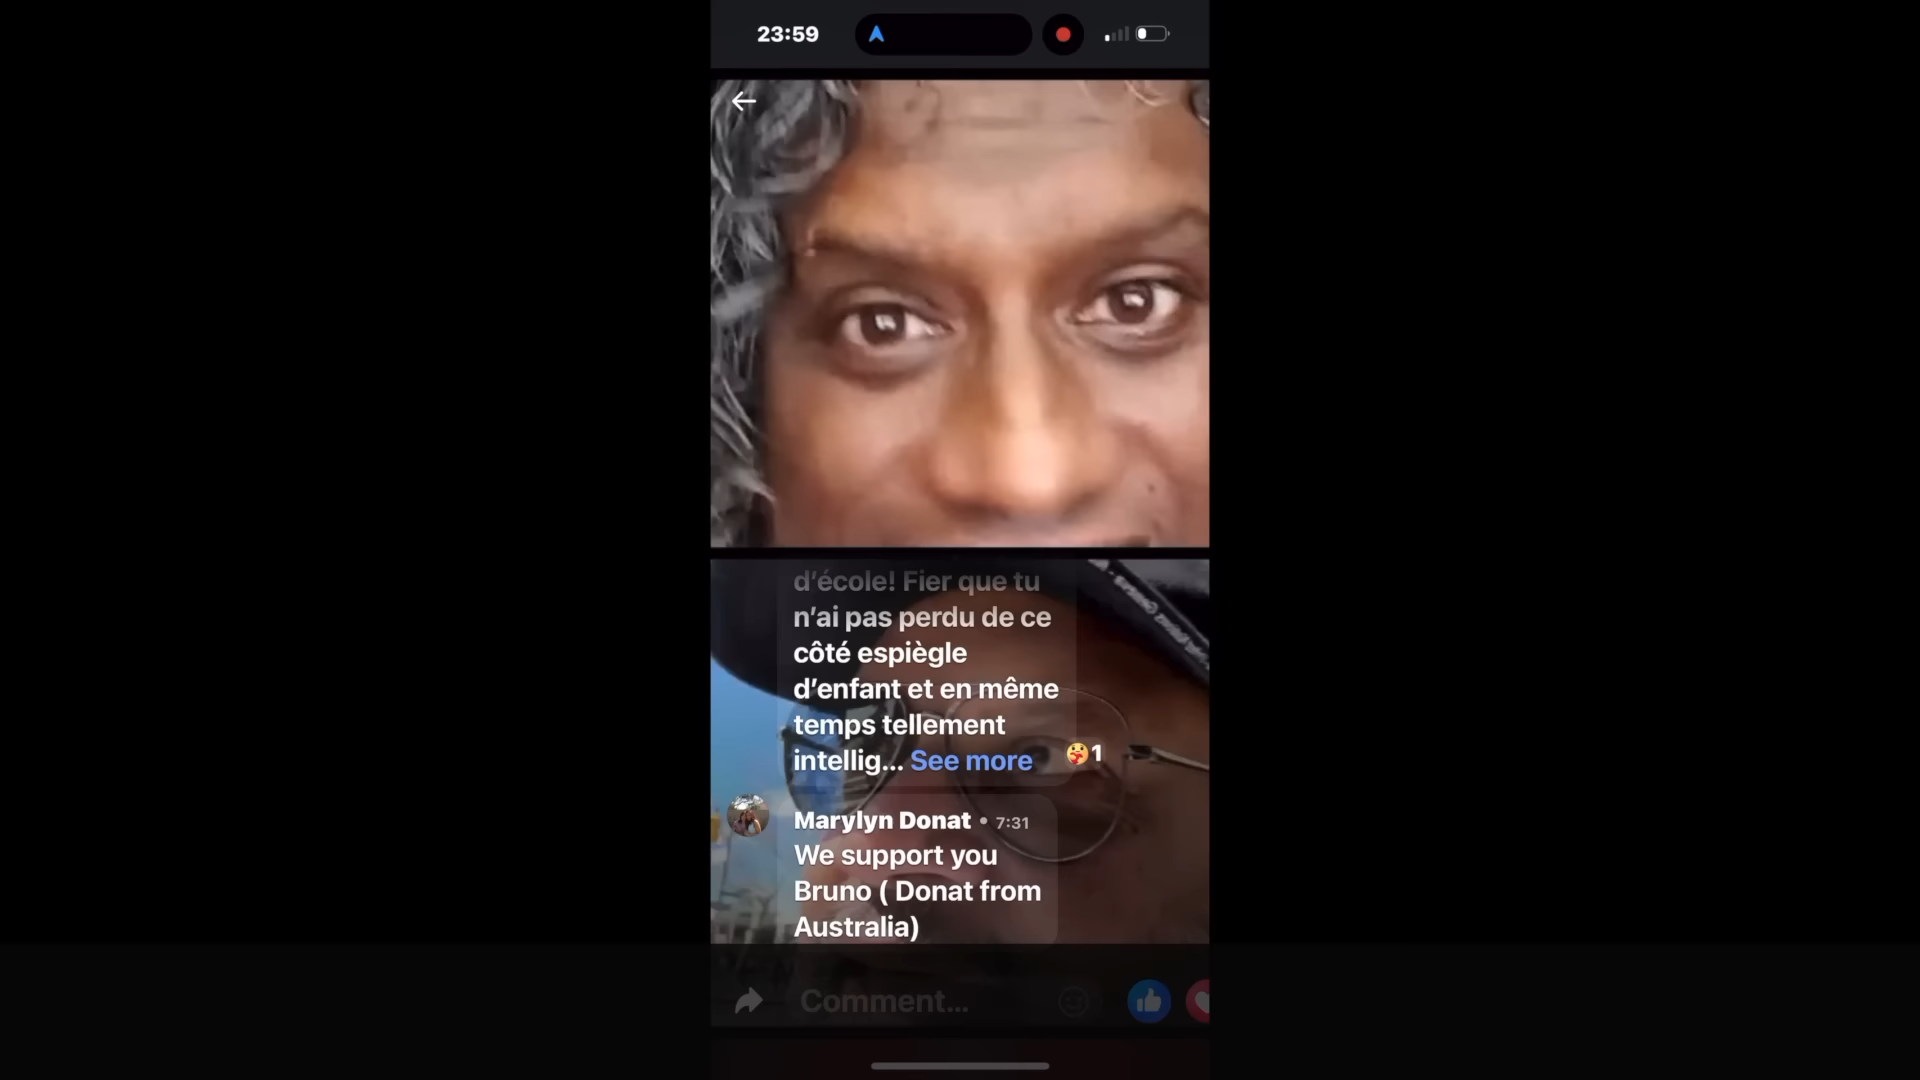 23:59
d'école! Fier que tu
n'ai pas perdu de ce
côté espiègle
d'enfant et en même
temps tellement
intellig... See more
1
Marylyn Donat • 7:31
We support you
Bruno ( Donat from
Australia)
Comment...